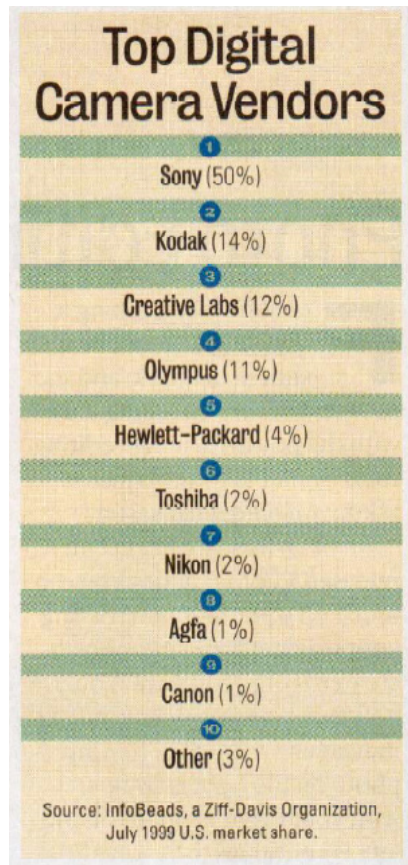 Top Digital
Camera Vendors
1
Sony (50%)
2
Kodak (14%)
3
Creative Labs (12%)
4
Olympus (11%)
5
Hewlett-Packard (4%)
6
Toshiba (2%)
7
Nikon (2%)
8
Agfa (1%)
9
Canon (1%)
10
Other (3%)
Source: InfoBeads, a Ziff-Davis Organization,
July 1999 U.S. market share.